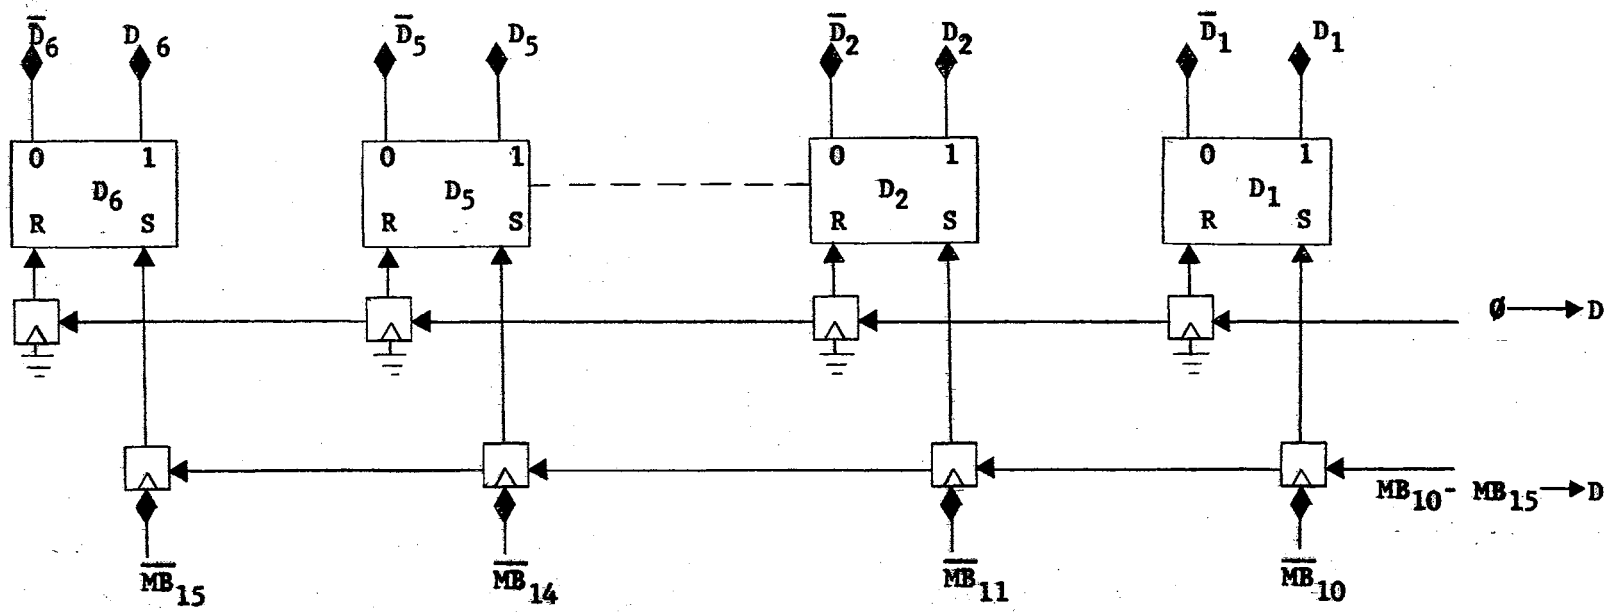 D̅6 D6 D̅5 D5 D̅2 D2 D̅1 D1
0 1 0 1 0 1 0 1
D6 D5 D2 D1
R S R S R S R S
Ø → D
MB10 - MB15 → D
M̅B̅15 M̅B̅14 M̅B̅11 M̅B̅10